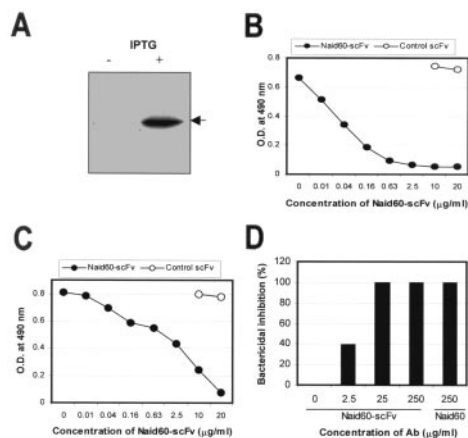 A
IPTG
- +
B
Naid60-scFv Control scFv
O.D. at 490 nm
0.8
0.6
0.4
0.2
0
0 0.01 0.04 0.16 0.63 2.5 10 20
Concentration of Naid60-scFv (μg/ml)
C
Naid60-scFv Control scFv
O.D. at 490 nm
0.8
0.6
0.4
0.2
0
0 0.01 0.04 0.16 0.63 2.5 10 20
Concentration of Naid60-scFv (μg/ml)
D
Bactericidal inhibition (%)
140
120
100
80
60
40
20
0
0 2.5 25 250 250
Naid60-scFv Naid60
Concentration of Ab (μg/ml)